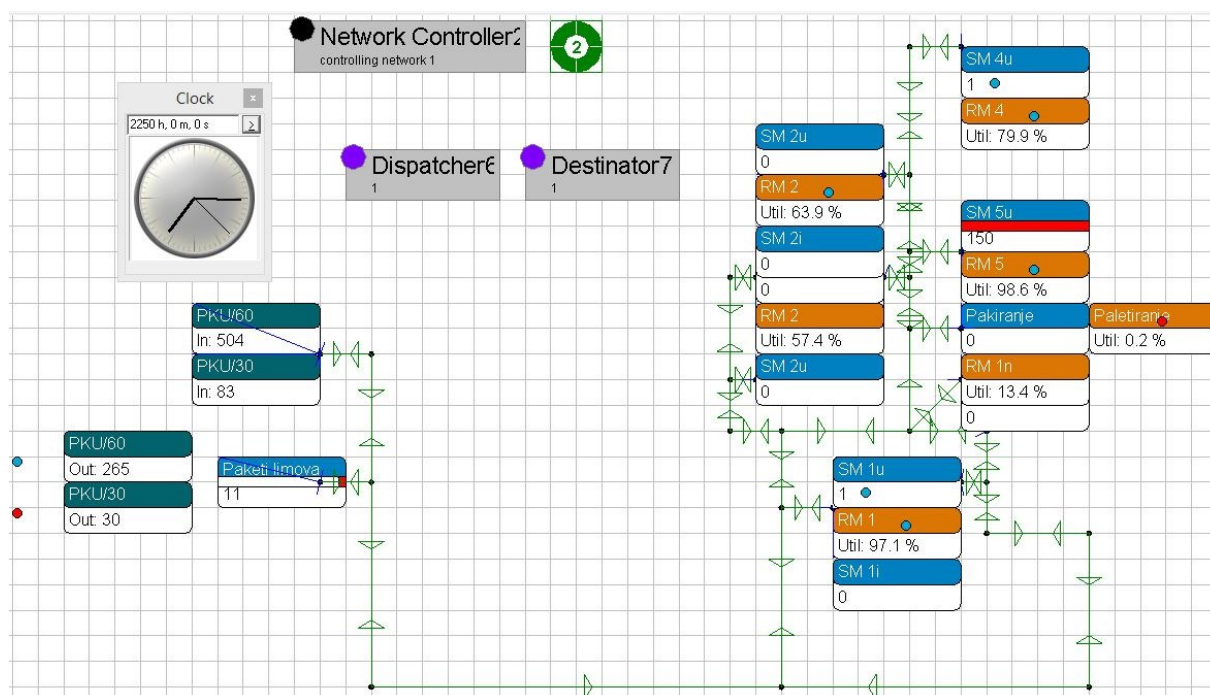 Network Controller2
controlling network 1
2
Clock
x
2250 h, 0 m, 0 s
>
Dispatcher6
1
Destinator7
1
SM 4u
1
RM 4
Util: 79.9 %
SM 2u
0
RM 2
Util: 63.9 %
SM 2i
0
0
RM 2
Util: 57.4 %
SM 2u
0
SM 5u
150
RM 5
Util: 98.6 %
Pakiranje
0
Paletiranje
Util: 0.2 %
RM 1n
Util: 13.4 %
0
PKU/60
In: 504
PKU/30
In: 83
PKU/60
Out: 265
PKU/30
Out: 30
Paketi limova
11
SM 1u
1
RM 1
Util: 97.1 %
SM 1i
0